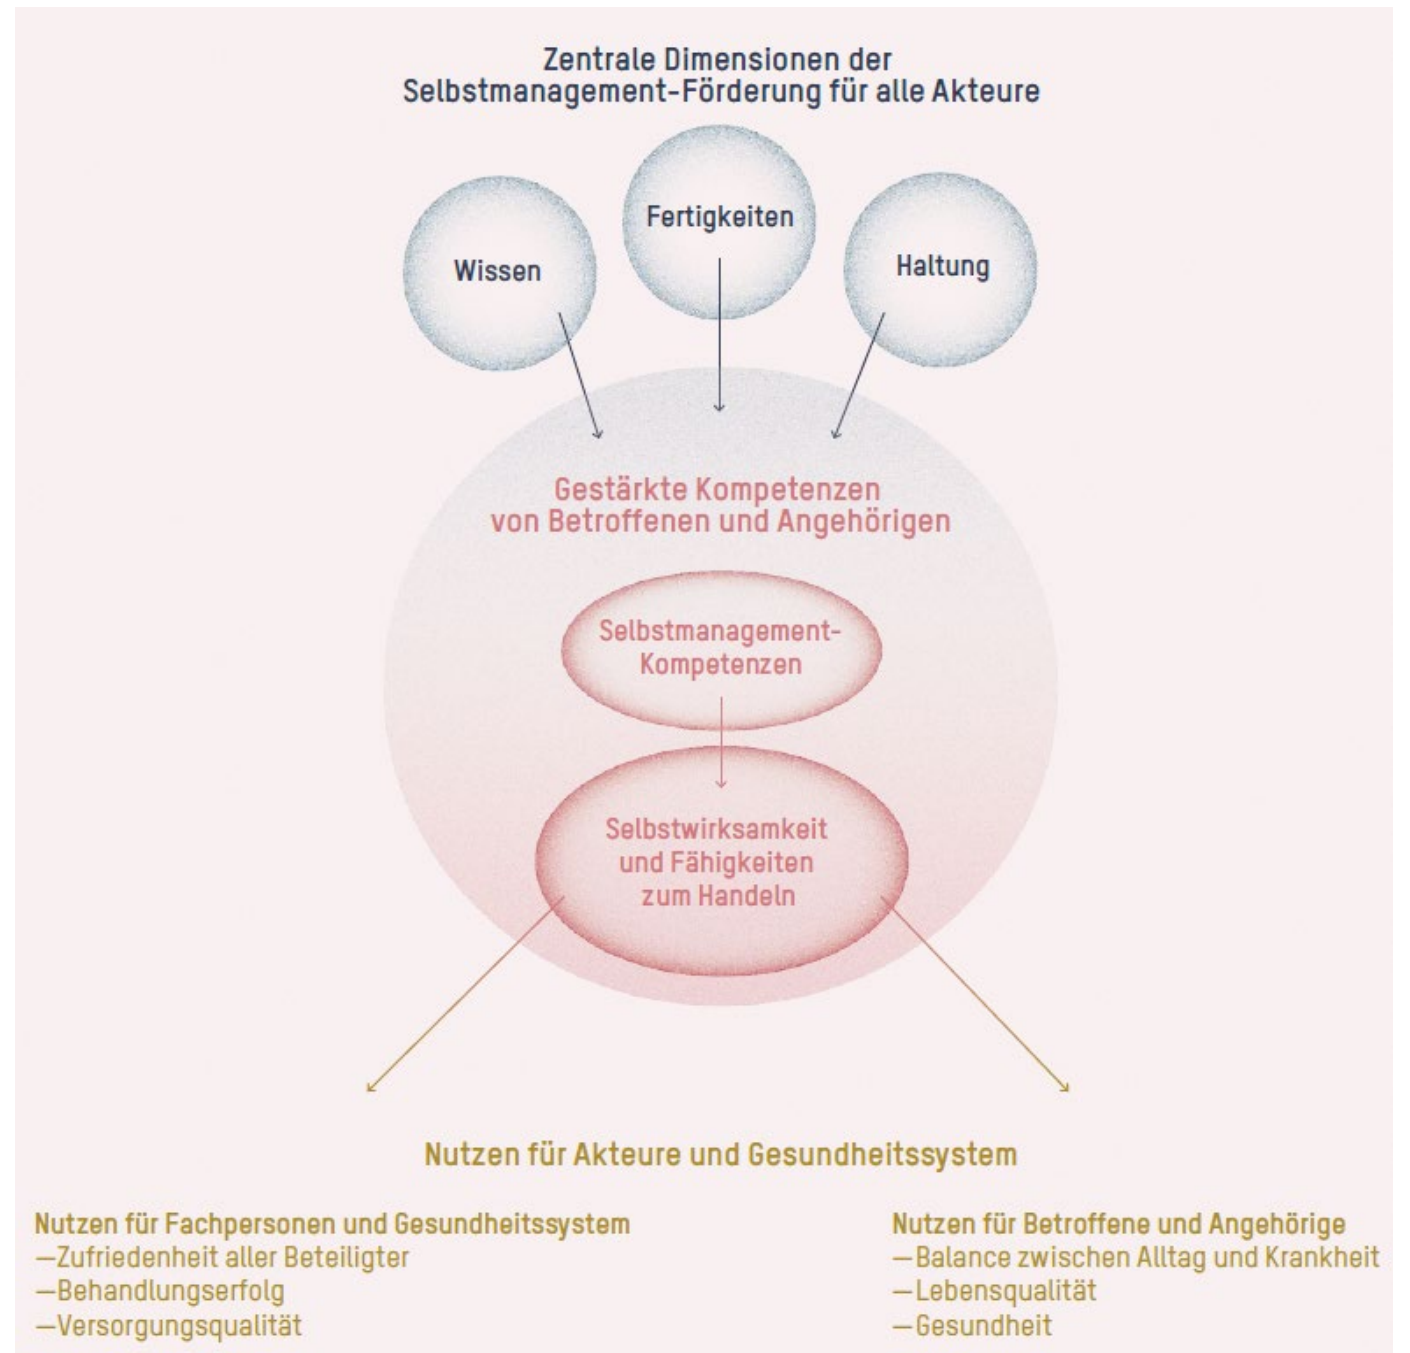 Zentrale Dimensionen der
Selbstmanagement-Förderung für alle Akteure
Wissen
Fertigkeiten
Haltung
Gestärkte Kompetenzen
von Betroffenen und Angehörigen
Selbstmanagement-
Kompetenzen
Selbstwirksamkeit
und Fähigkeiten
zum Handeln
Nutzen für Akteure und Gesundheitssystem
Nutzen für Fachpersonen und Gesundheitssystem
—Zufriedenheit aller Beteiligter
—Behandlungserfolg
—Versorgungsqualität
Nutzen für Betroffene und Angehörige
—Balance zwischen Alltag und Krankheit
—Lebensqualität
—Gesundheit